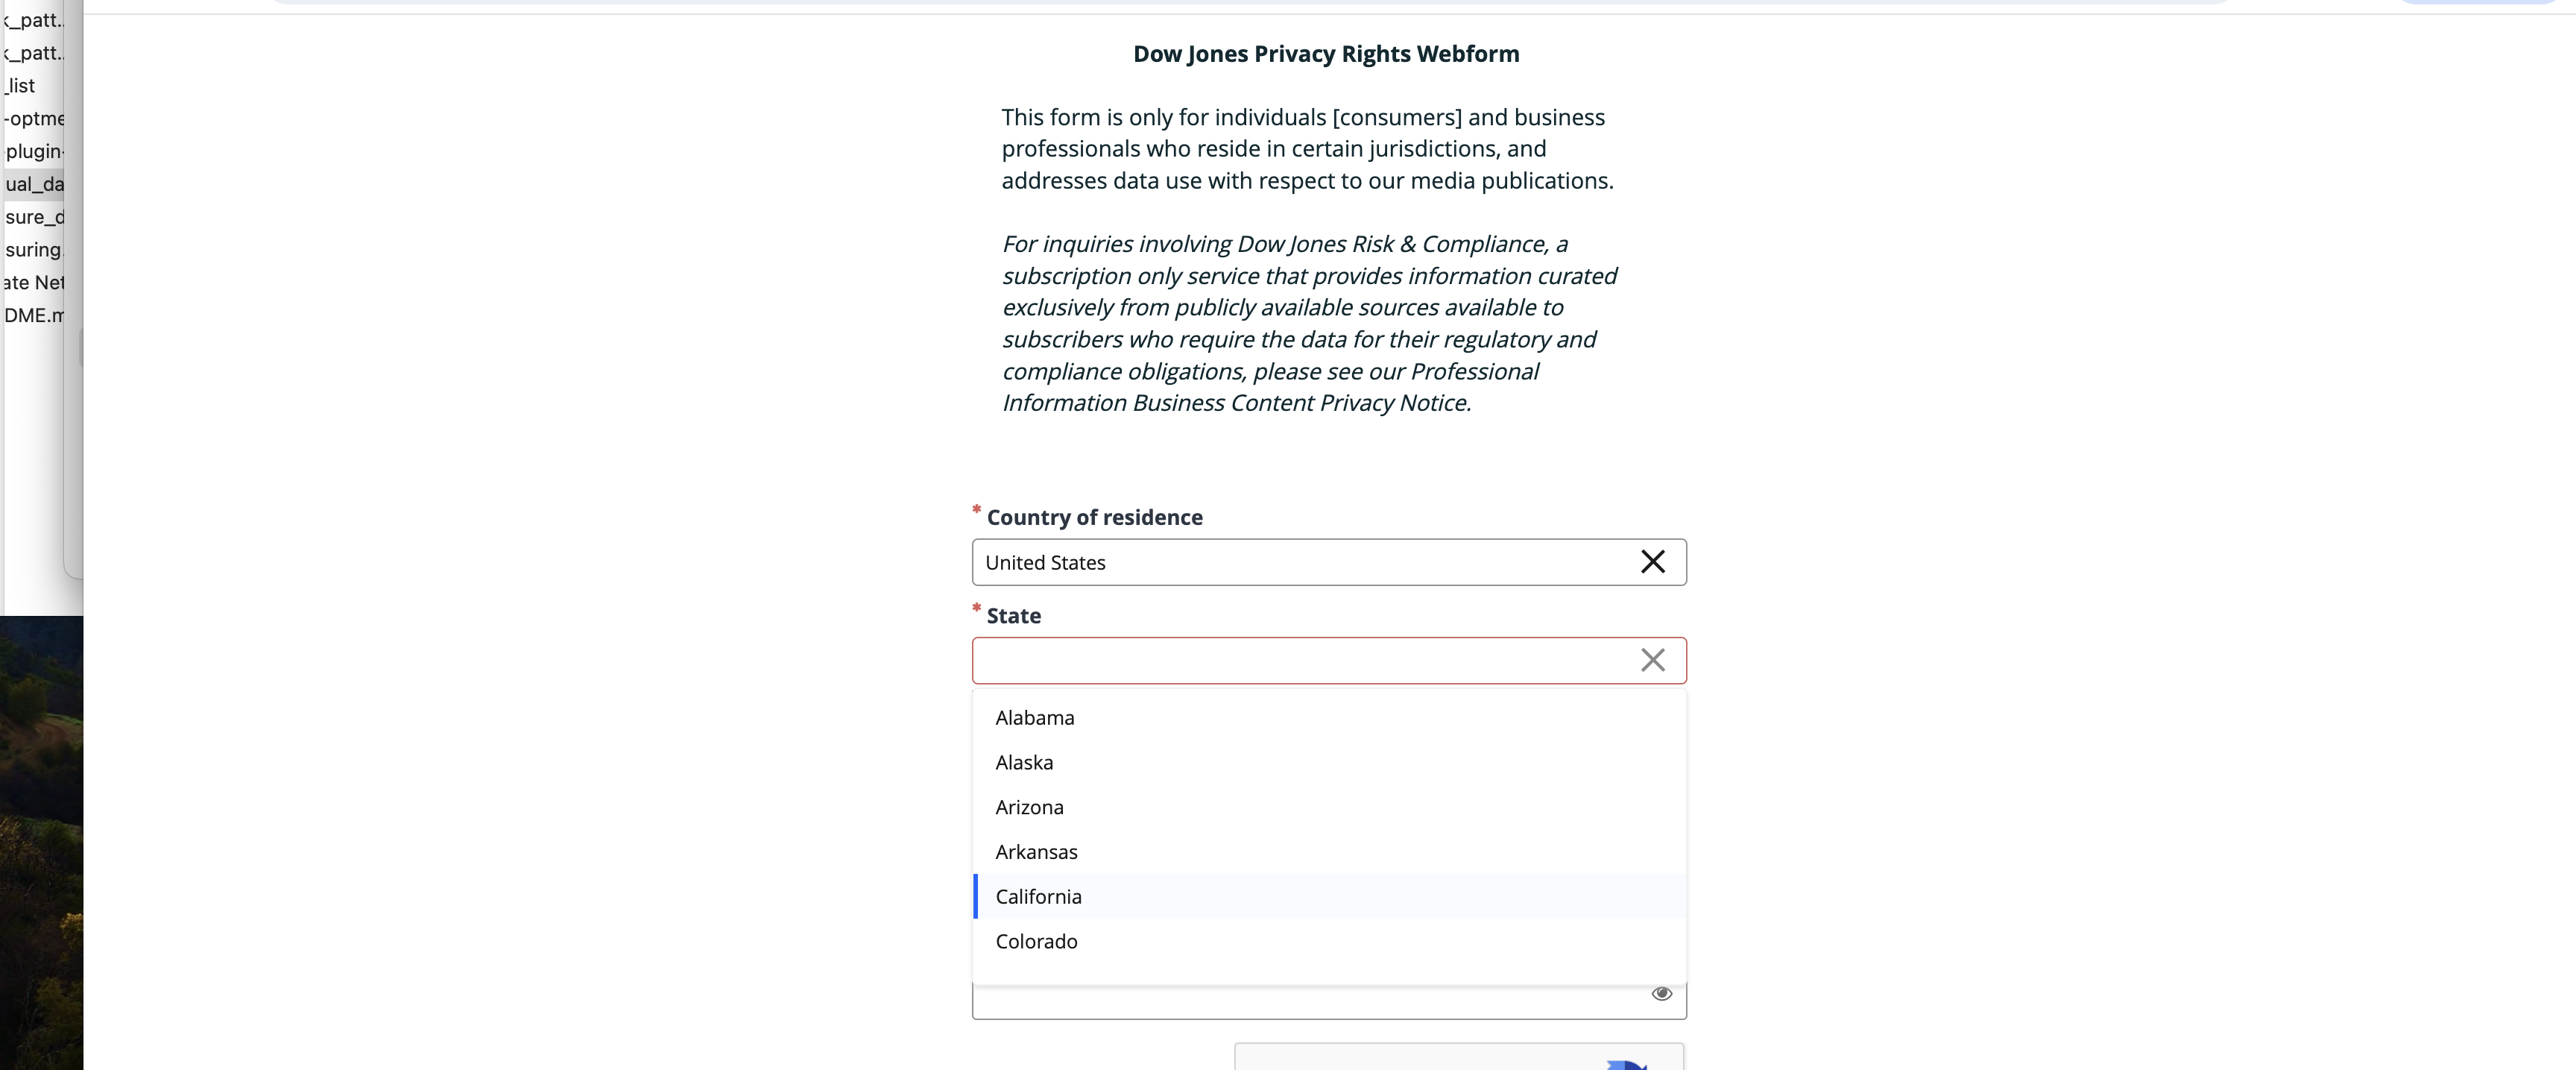 k_patt..
k_patt..
_list
-optme
plugin-
ual_da
sure_d
suring.
ate Net
DME.m
Dow Jones Privacy Rights Webform
This form is only for individuals [consumers] and business
professionals who reside in certain jurisdictions, and
addresses data use with respect to our media publications.
For inquiries involving Dow Jones Risk & Compliance, a
subscription only service that provides information curated
exclusively from publicly available sources available to
subscribers who require the data for their regulatory and
compliance obligations, please see our Professional
Information Business Content Privacy Notice.
* Country of residence
United States
* State
Alabama
Alaska
Arizona
Arkansas
California
Colorado